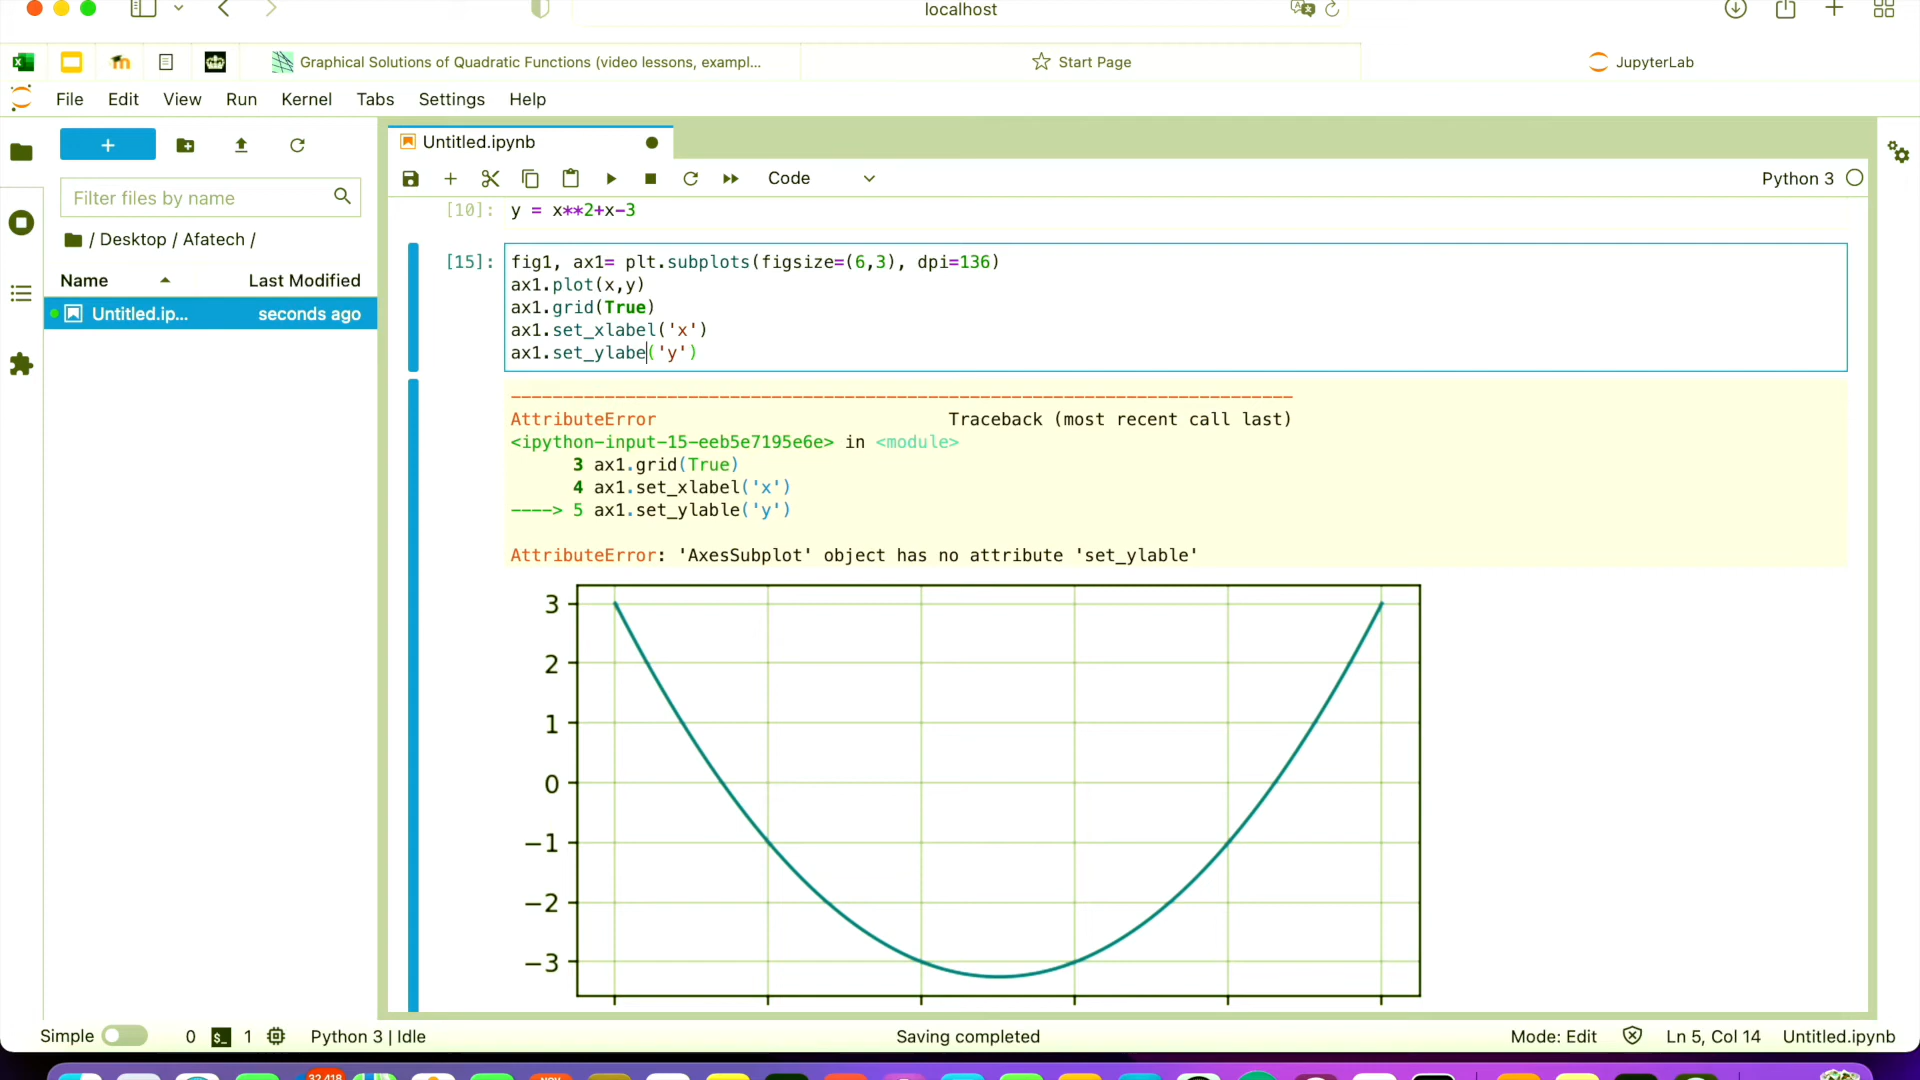 localhost
Graphical Solutions of Quadratic Functions (video lessons, exampl...
Start Page
JupyterLab
File Edit View Run Kernel Tabs Settings Help
Untitled.ipynb
Filter files by name
Code
Python 3
/ Desktop / Afatech /
Name Last Modified
Untitled.ip... seconds ago
[10]: y = x**2+x-3
[15]: fig1, ax1= plt.subplots(figsize=(6,3), dpi=136)
ax1.plot(x,y)
ax1.grid(True)
ax1.set_xlabel('x')
ax1.set_ylabe('y')
---------------------------------------------------------------------------
AttributeError Traceback (most recent call last)
<ipython-input-15-eeb5e7195e6e> in <module>
3 ax1.grid(True)
4 ax1.set_xlabel('x')
----> 5 ax1.set_ylable('y')
AttributeError: 'AxesSubplot' object has no attribute 'set_ylable'
3
2
1
0
−1
−2
−3
Simple 0 $_ 1 Python 3 | Idle Saving completed Mode: Edit Ln 5, Col 14 Untitled.ipynb
32,418
NOV